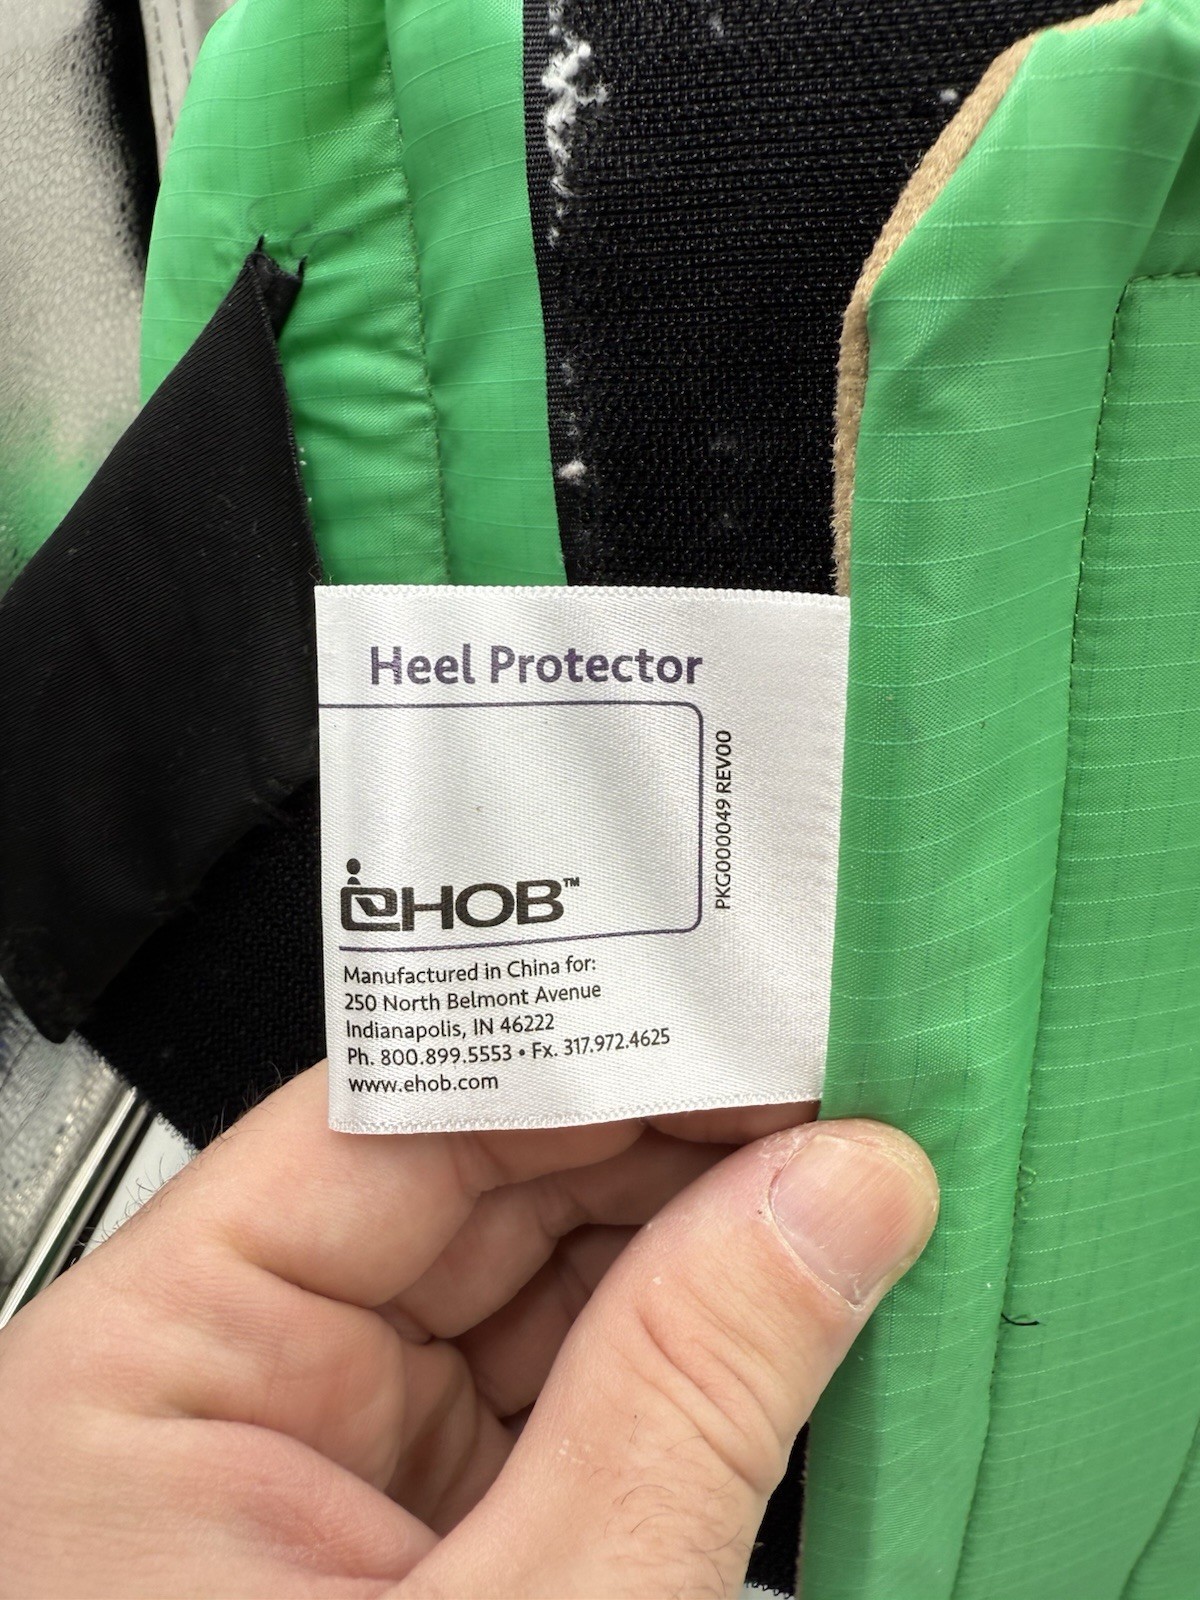 Heel Protector
PKG000049 REV00
EHOB™
Manufactured in China for:
250 North Belmont Avenue
Indianapolis, IN 46222
Ph. 800.899.5553 • Fx. 317.972.4625
www.ehob.com